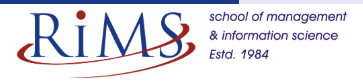 RiMS
school of management
& information science
Estd. 1984